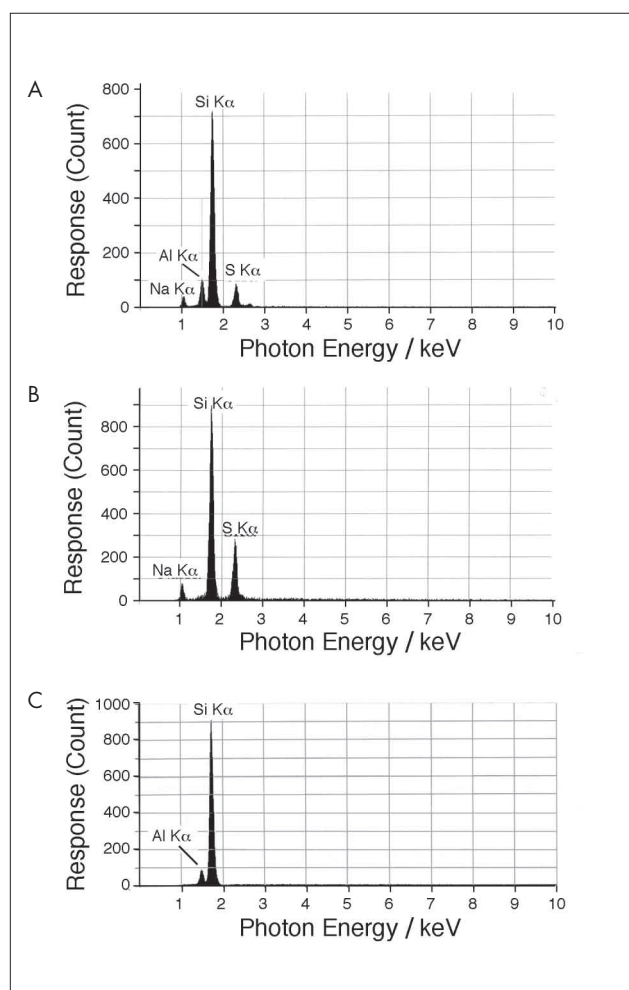 A
800
Si Kα
600
400
Al Kα
200
Na Kα
S Kα
0
Response (Count)
1 2 3 4 5 6 7 8 9 10
Photon Energy / keV
B
Si Kα
800
600
400
S Kα
200
Na Kα
0
Response (Count)
1 2 3 4 5 6 7 8 9 10
Photon Energy / keV
C
1000
Si Kα
800
600
400
Al Kα
200
0
Response (Count)
1 2 3 4 5 6 7 8 9 10
Photon Energy / keV